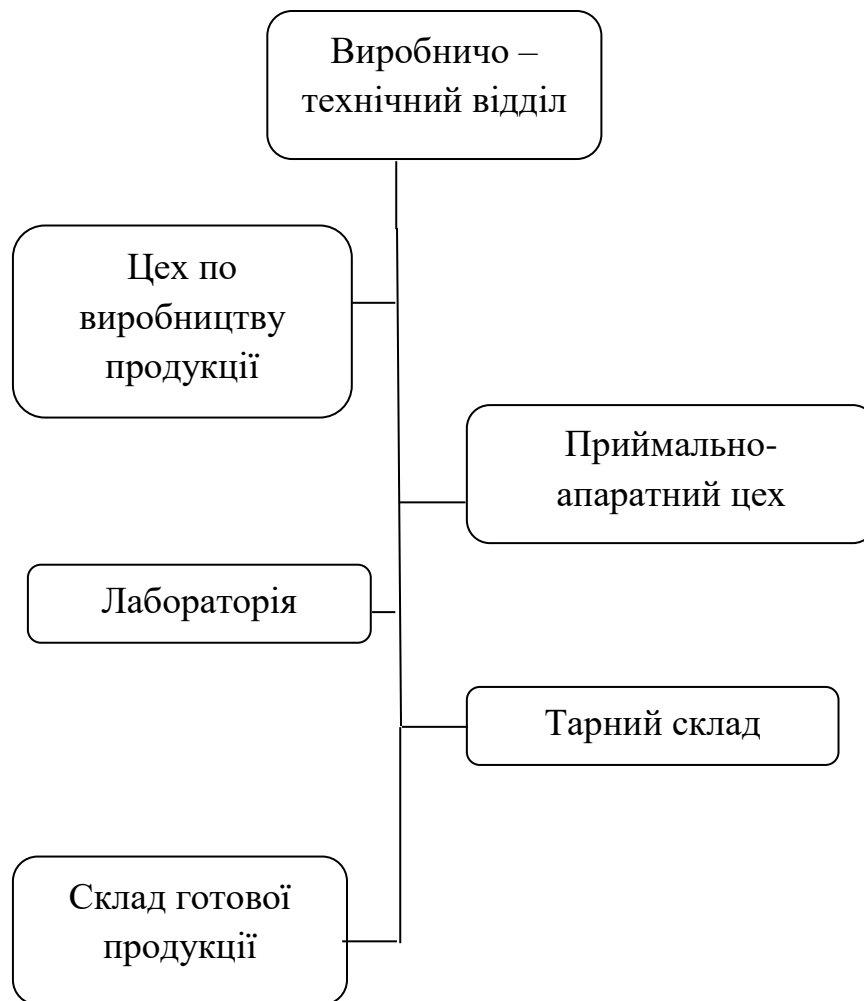 Виробничо –
технічний відділ
Цех по
виробництву
продукції
Приймально-
апаратний цех
Лабораторія
Тарний склад
Склад готової
продукції